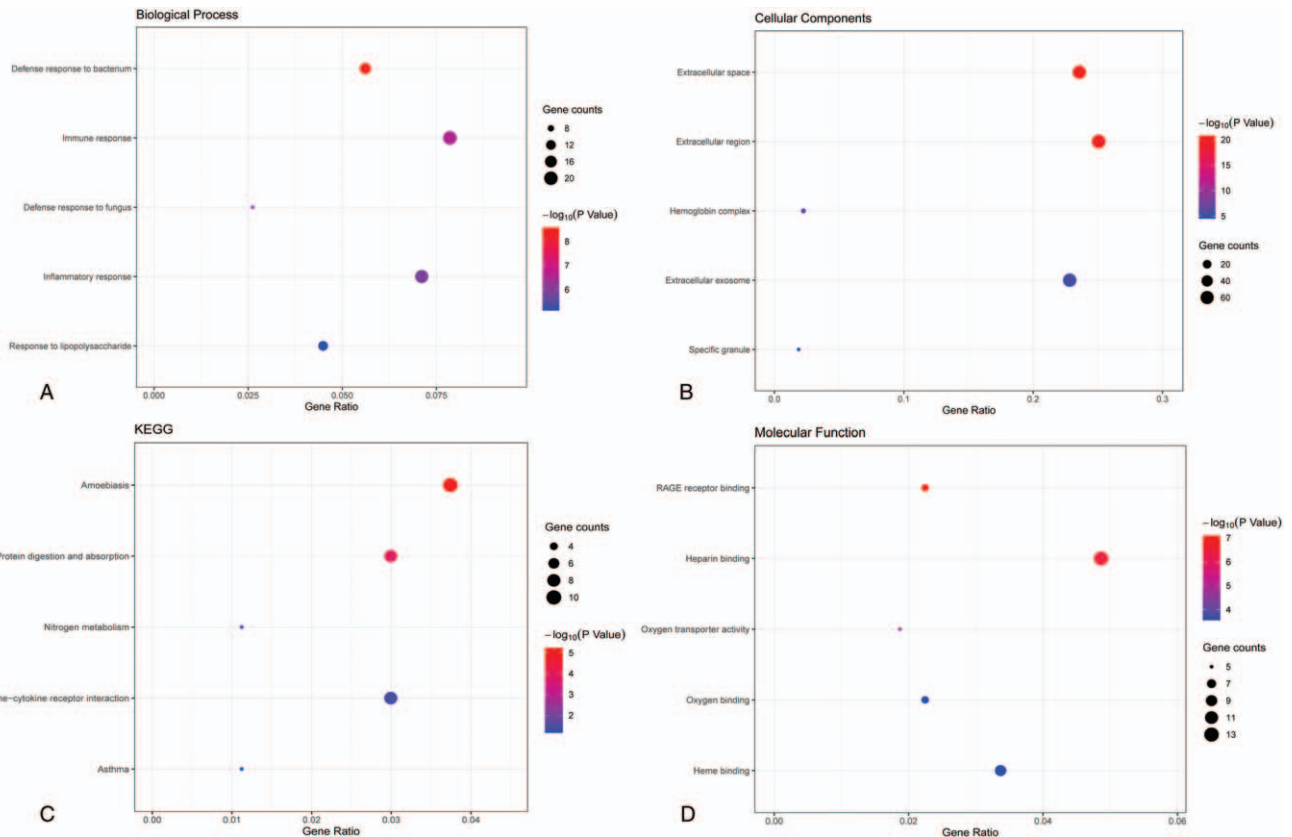 Biological Process
Defense response to bacterium
Immune response
Defense response to fungus
Inflammatory response
Response to lipopolysaccharide
0.000 0.025 0.050 0.075
Gene Ratio
Gene counts
8
12
16
20
−log10(P Value)
8
7
6
A
Cellular Components
Extracellular space
Extracellular region
Hemoglobin complex
Extracellular exosome
Specific granule
0.0 0.1 0.2 0.3
Gene Ratio
−log10(P Value)
20
15
10
5
Gene counts
20
40
60
B
KEGG
Amoebiasis
Protein digestion and absorption
Nitrogen metabolism
ne−cytokine receptor interaction
Asthma
0.00 0.01 0.02 0.03 0.04
Gene Ratio
Gene counts
4
6
8
10
−log10(P Value)
5
4
3
2
C
Molecular Function
RAGE receptor binding
Heparin binding
Oxygen transporter activity
Oxygen binding
Heme binding
0.00 0.02 0.04 0.06
Gene Ratio
−log10(P Value)
7
6
5
4
Gene counts
5
7
9
11
13
D